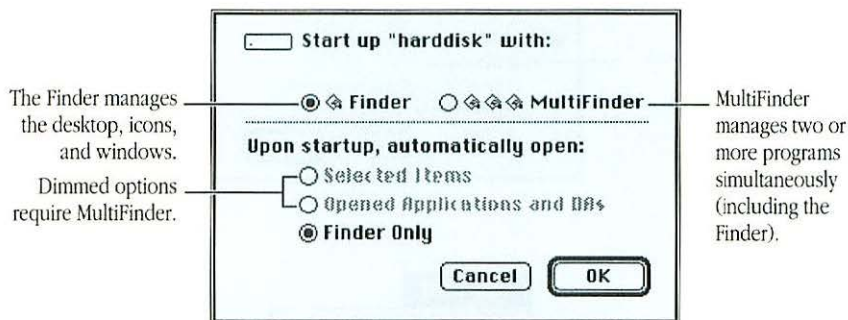 Start up "harddisk" with:
The Finder manages
the desktop, icons,
and windows.
Finder
MultiFinder
MultiFinder
manages two or
more programs
simultaneously
(including the
Finder).
Upon startup, automatically open:
Dimmed options
require MultiFinder.
Selected Items
Opened Applications and DAs
Finder Only
Cancel
OK